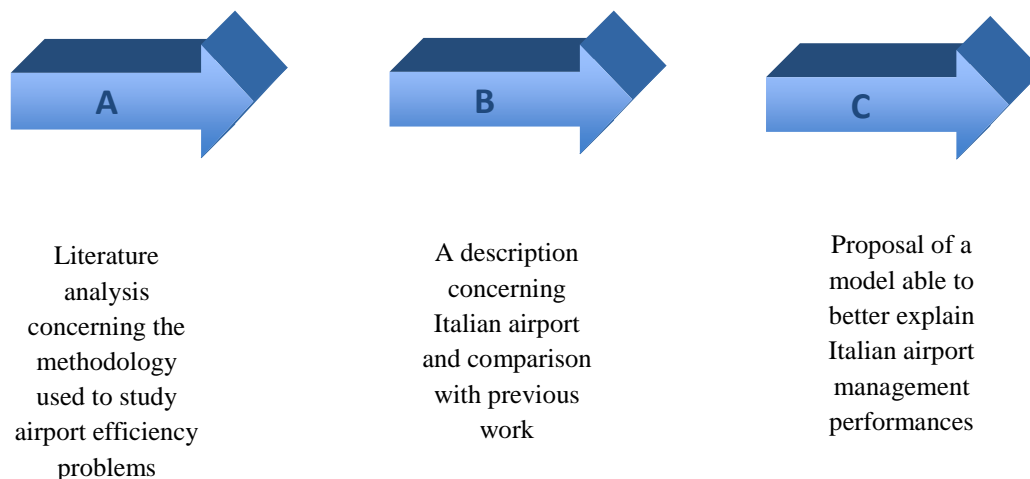 A
B
C
Literature
analysis
concerning the
methodology
used to study
airport efficiency
problems
A description
concerning
Italian airport
and comparison
with previous
work
Proposal of a
model able to
better explain
Italian airport
management
performances